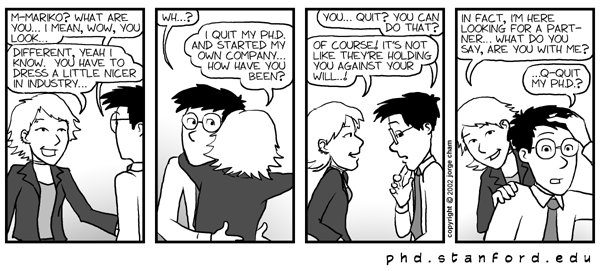 M-MARIKO? WHAT ARE
YOU... I MEAN, WOW, YOU
LOOK...
DIFFERENT, YEAH I
KNOW. YOU HAVE TO
DRESS A LITTLE NICER
IN INDUSTRY...
WH...?
I QUIT MY PH.D.
AND STARTED MY
OWN COMPANY...
HOW HAVE YOU
BEEN?
YOU... QUIT? YOU CAN
DO THAT?
OF COURSE! IT'S NOT
LIKE THEY'RE HOLDING
YOU AGAINST YOUR
WILL..!
copyright © 2002 jorge cham
IN FACT, I'M HERE
LOOKING FOR A PART-
NER... WHAT DO YOU
SAY, ARE YOU WITH ME?
...Q-QUIT
MY PH.D.?
phd.stanford.edu